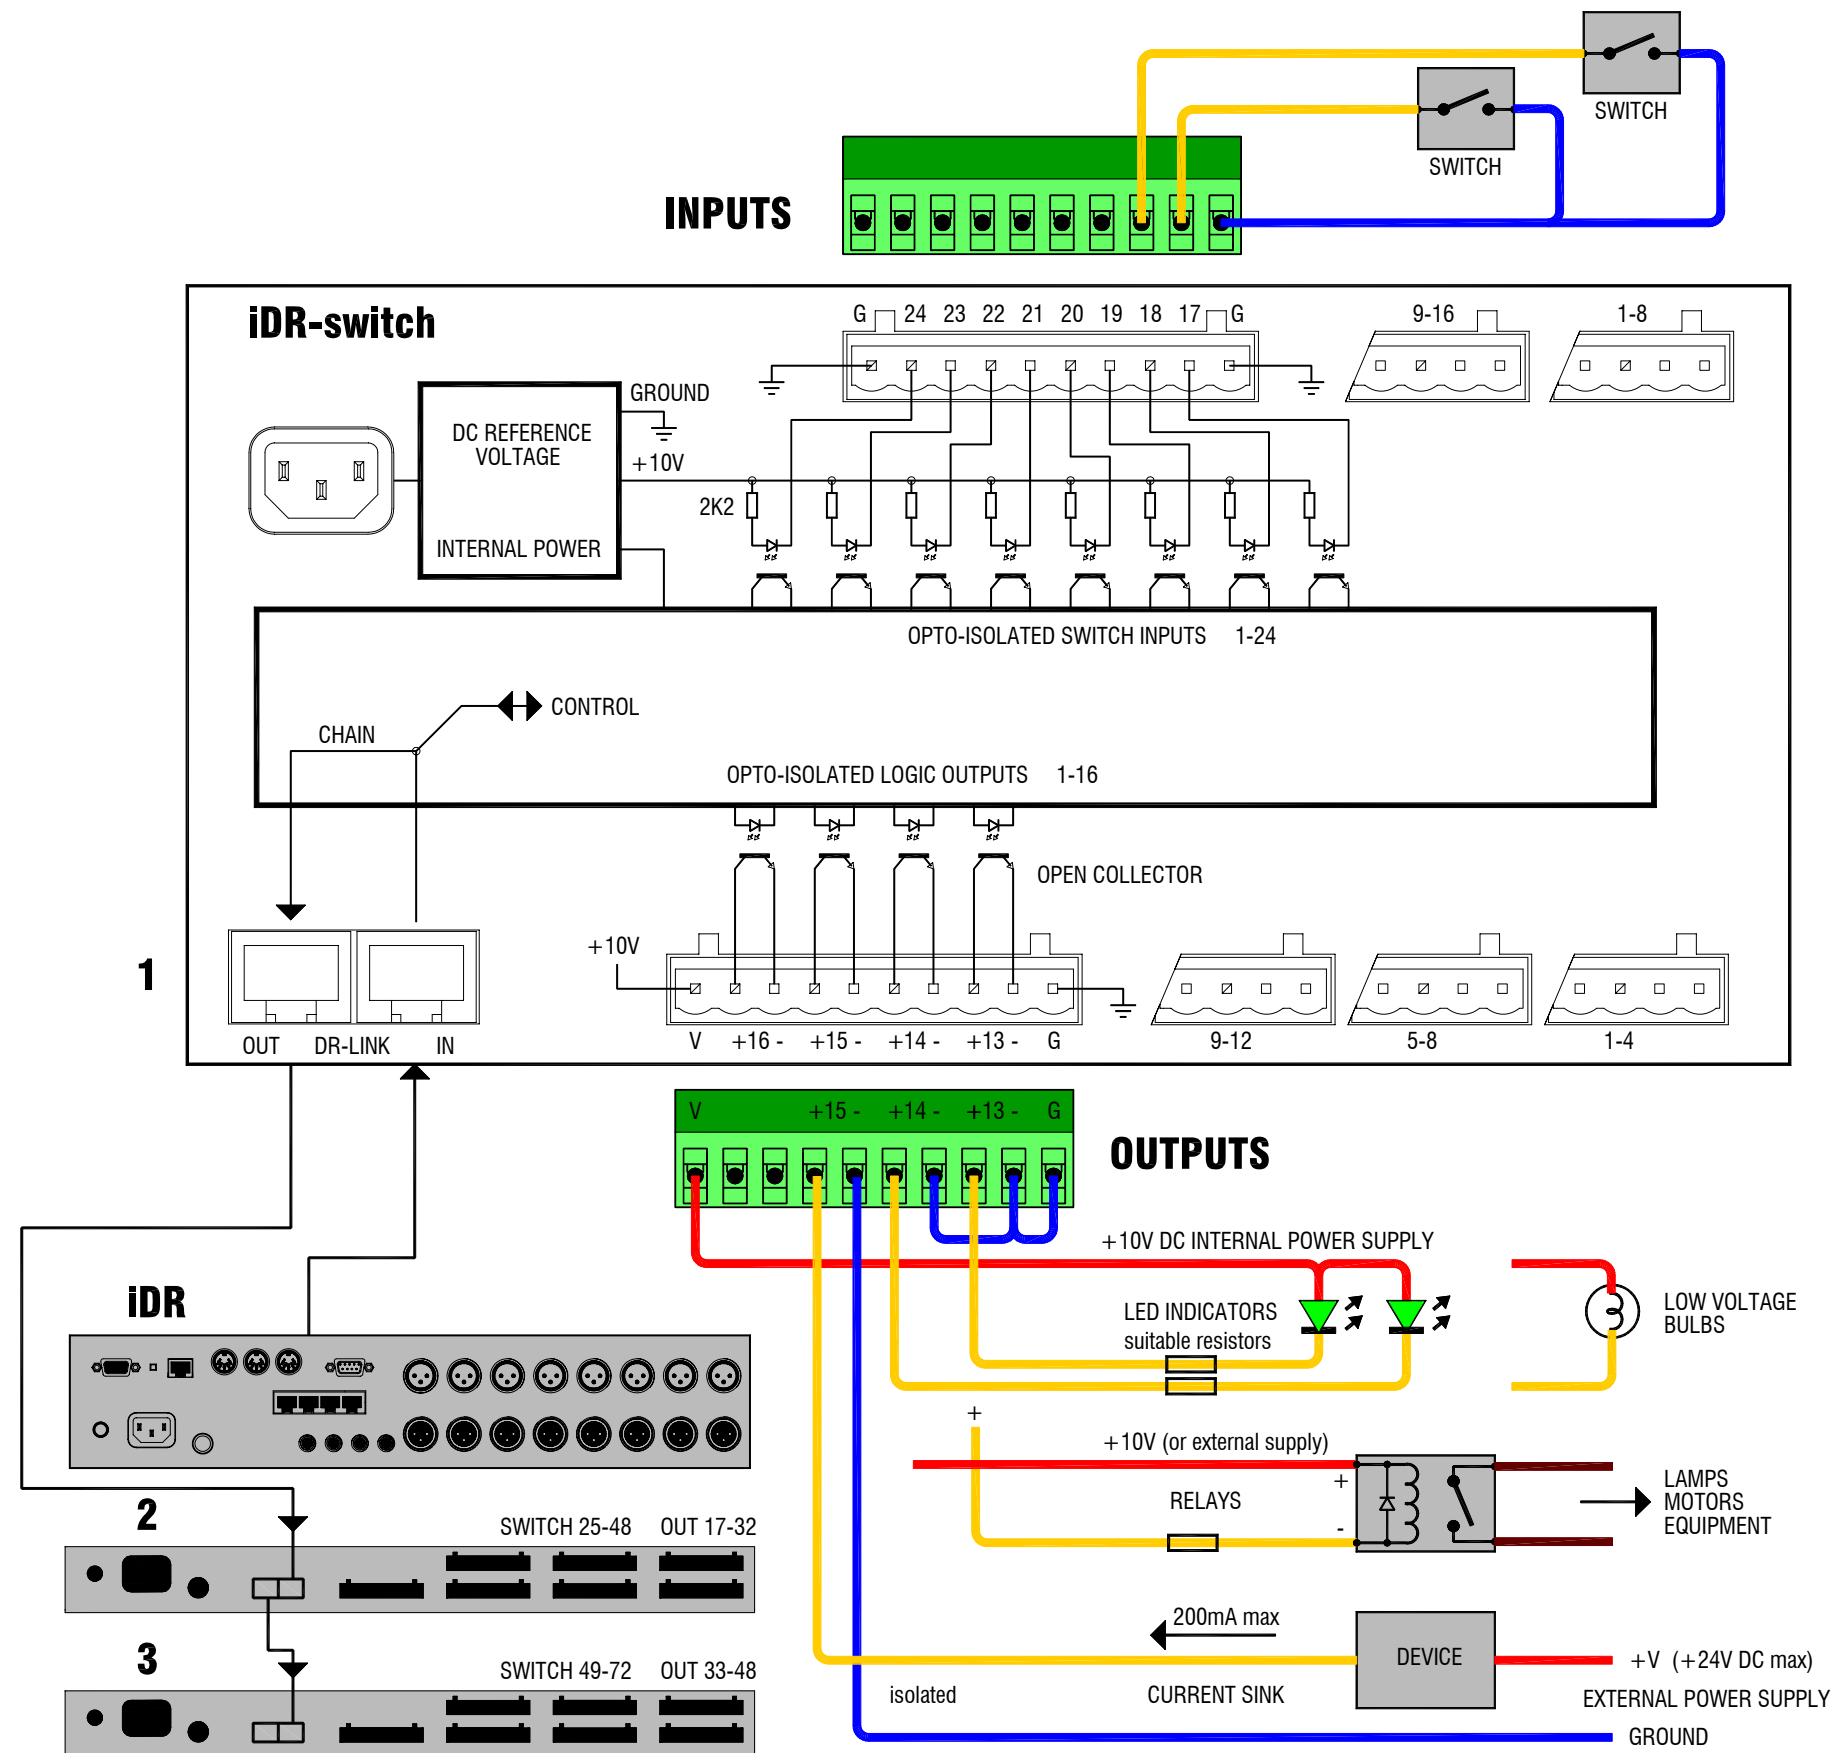 SWITCH
SWITCH
INPUTS
iDR-switch
G 24 23 22 21 20 19 18 17 G
9-16
1-8
GROUND
DC REFERENCE
VOLTAGE
+10V
2K2
INTERNAL POWER
OPTO-ISOLATED SWITCH INPUTS 1-24
CONTROL
CHAIN
OPTO-ISOLATED LOGIC OUTPUTS 1-16
OPEN COLLECTOR
+10V
1
OUT DR-LINK IN
V +16 - +15 - +14 - +13 - G
9-12
5-8
1-4
V +15 - +14 - +13 - G
OUTPUTS
+10V DC INTERNAL POWER SUPPLY
iDR
LED INDICATORS
suitable resistors
LOW VOLTAGE
BULBS
+
+10V (or external supply)
+
RELAYS
-
LAMPS
MOTORS
EQUIPMENT
2
SWITCH 25-48 OUT 17-32
200mA max
DEVICE
+V (+24V DC max)
3
SWITCH 49-72 OUT 33-48
isolated
CURRENT SINK
EXTERNAL POWER SUPPLY
GROUND